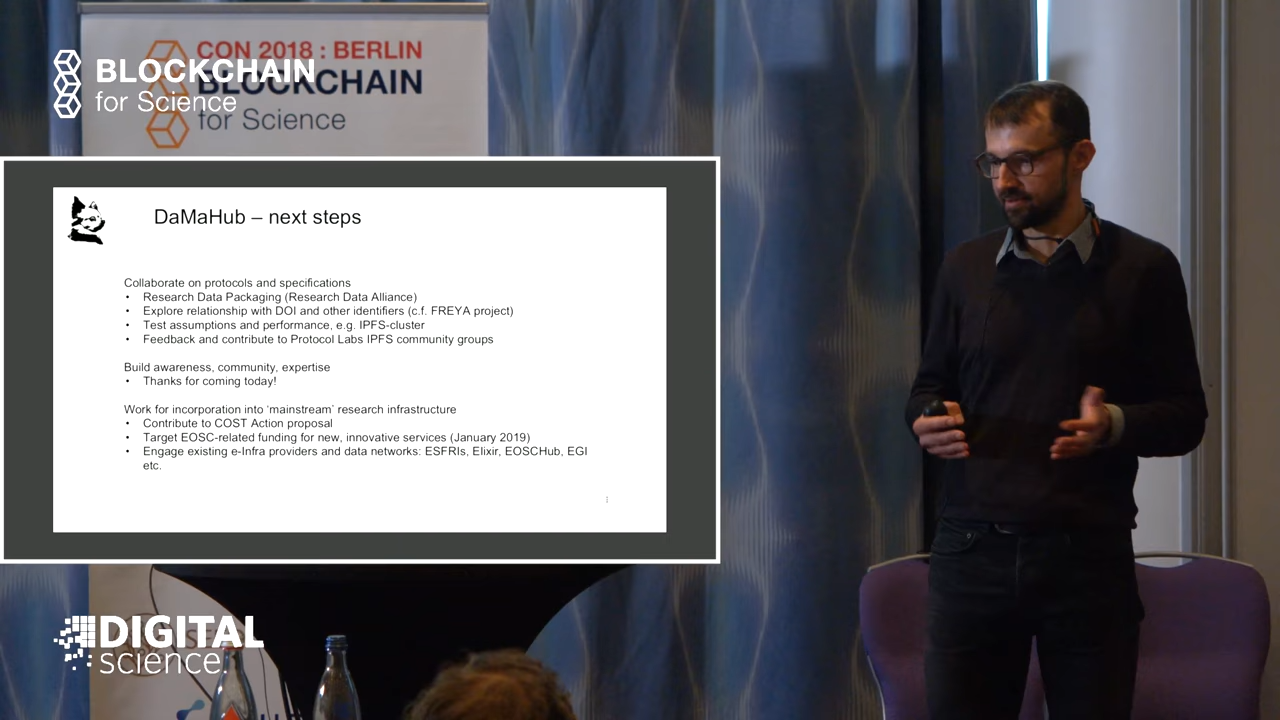 CON 2018 : BERLIN
BLOCKCHAIN
for Science
BLOCKCHAIN
for Science
DaMaHub – next steps
Collaborate on protocols and specifications
• Research Data Packaging (Research Data Alliance)
• Explore relationship with DOI and other identifiers (c.f. FREYA project)
• Test assumptions and performance, e.g. IPFS-cluster
• Feedback and contribute to Protocol Labs IPFS community groups
Build awareness, community, expertise
• Thanks for coming today!
Work for incorporation into ‘mainstream’ research infrastructure
• Contribute to COST Action proposal
• Target EOSC-related funding for new, innovative services (January 2019)
• Engage existing e-Infra providers and data networks: ESFRIs, Elixir, EOSCHub, EGI
etc.
DIGITAL
science